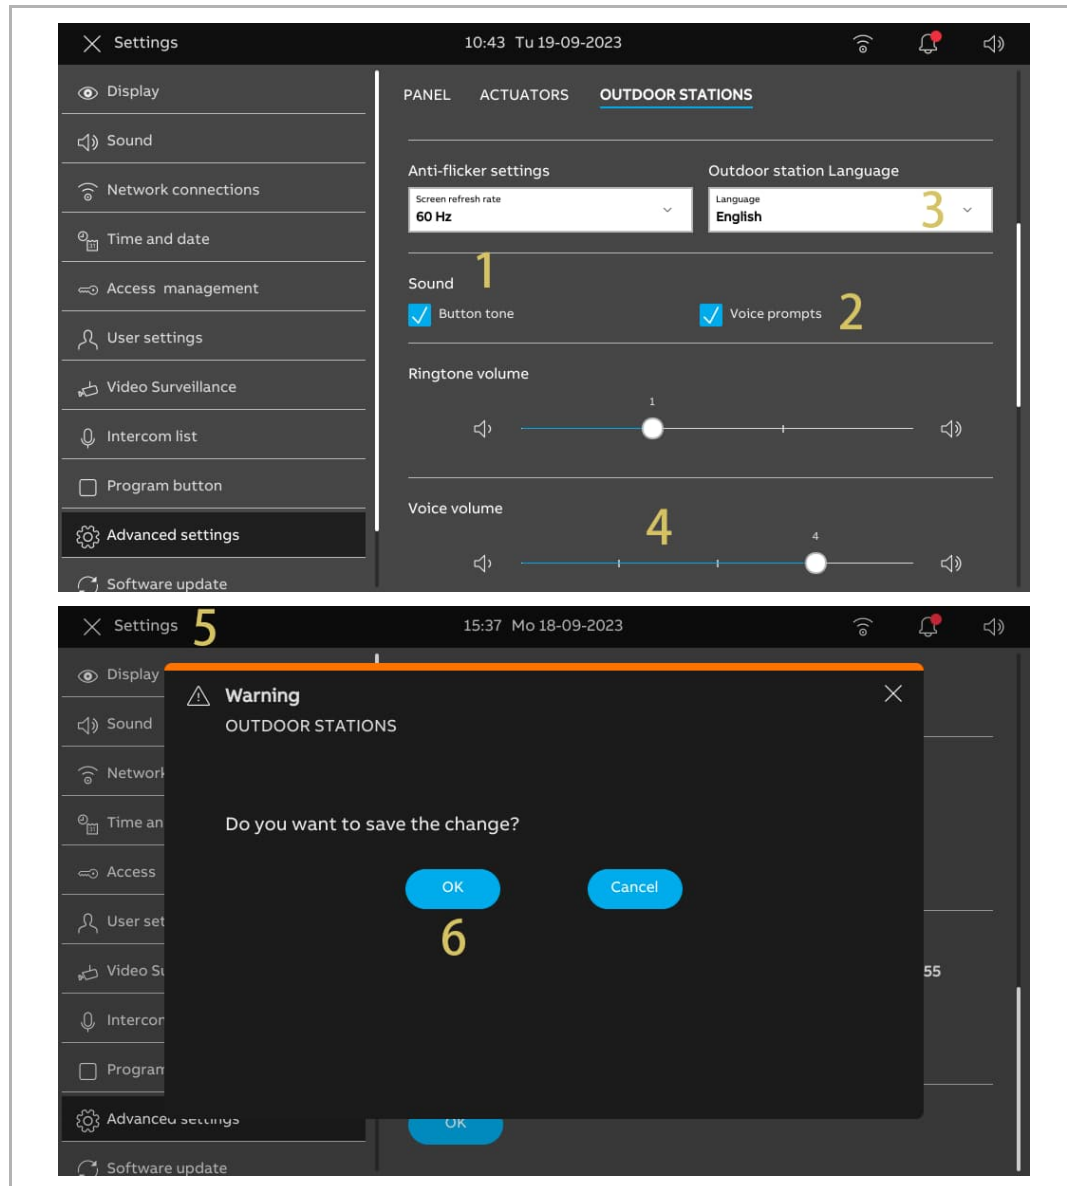 Settings 10:43 Tu 19-09-2023
Display
Sound
Network connections
31
Time and date
Access management
User settings
Video Surveillance
Intercom list
Program button
Advanced settings
Software update
PANEL ACTUATORS OUTDOOR STATIONS
Anti-flicker settings Outdoor station Language
Screen refresh rate Language
60 Hz English 3
1
Sound
Button tone Voice prompts 2
Ringtone volume
1
Voice volume
4
4
Settings 5 15:37 Mo 18-09-2023
Display
Sound
Network
31
Time an
Access
User set
Video Su
Intercom
Program
Advanced settings
Software update
Warning
OUTDOOR STATIONS
Do you want to save the change?
OK Cancel
6
55
OK